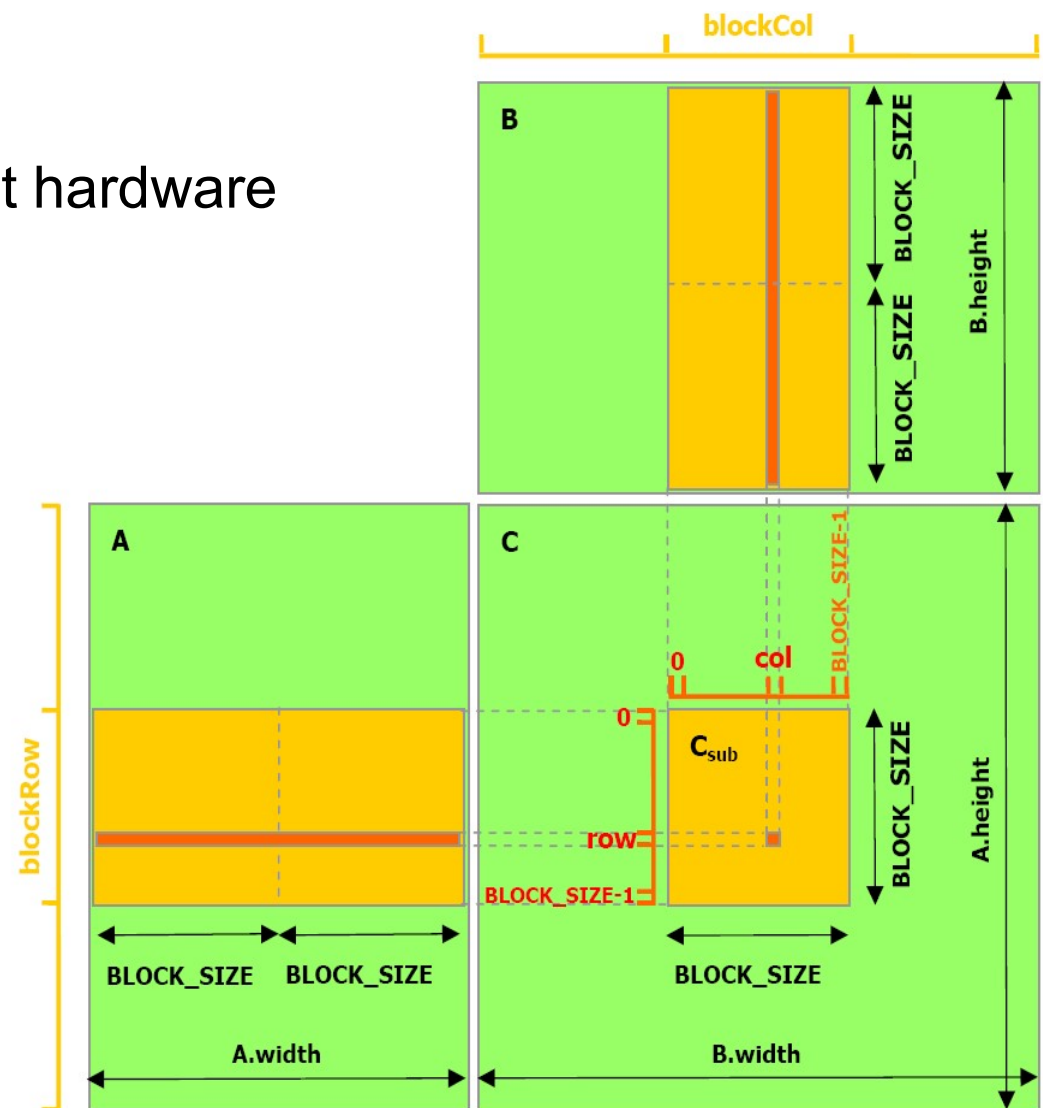 blockCol
B
BLOCK_SIZE
BLOCK_SIZE
B.height
t hardware
A
C
BLOCK_SIZE-1
0
col
0
Csub
row
BLOCK_SIZE-1
BLOCK_SIZE
A.height
blockRow
BLOCK_SIZE BLOCK_SIZE
BLOCK_SIZE
A.width
B.width